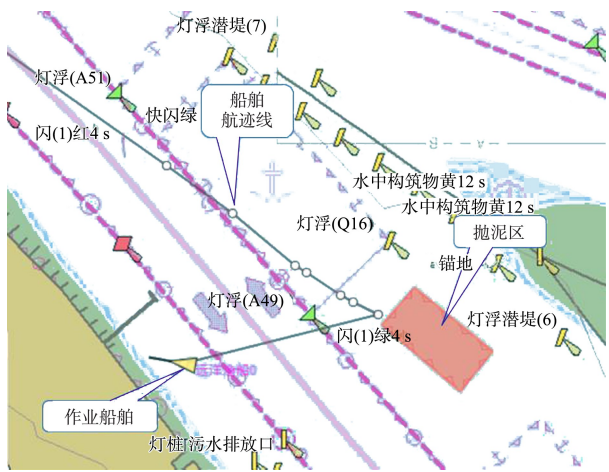 灯浮潜堤(7)
灯浮(A51)
快闪绿
船舶
航迹线
闪(1)红4 s
水中构筑物黄12 s
水中构筑物黄12 s
灯浮(Q16)
抛泥区
锚地
灯浮(A49)
闪(1)绿4 s
灯浮潜堤(6)
作业船舶
灯桩 污水排放口